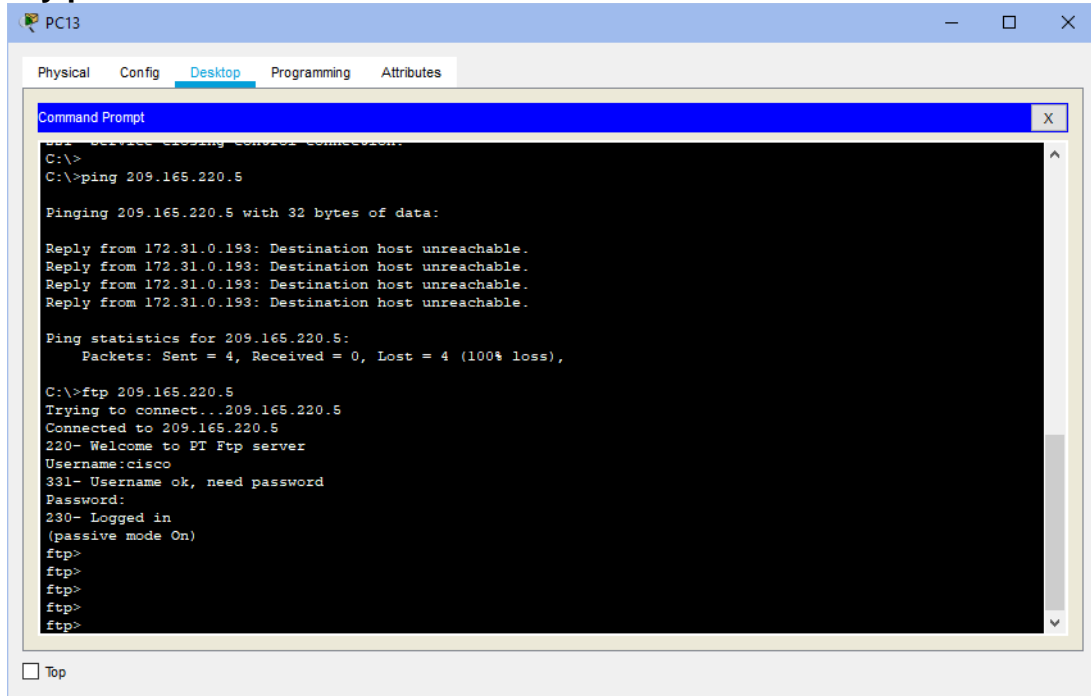 PC13
Physical Config Desktop Programming Attributes
Command Prompt
X
C:\>
C:\>ping 209.165.220.5
Pinging 209.165.220.5 with 32 bytes of data:
Reply from 172.31.0.193: Destination host unreachable.
Reply from 172.31.0.193: Destination host unreachable.
Reply from 172.31.0.193: Destination host unreachable.
Reply from 172.31.0.193: Destination host unreachable.
Ping statistics for 209.165.220.5:
Packets: Sent = 4, Received = 0, Lost = 4 (100% loss),
C:\>ftp 209.165.220.5
Trying to connect...209.165.220.5
Connected to 209.165.220.5
220- Welcome to PT Ftp server
Username:cisco
331- Username ok, need password
Password:
230- Logged in
(passive mode On)
ftp>
ftp>
ftp>
ftp>
ftp>
Top